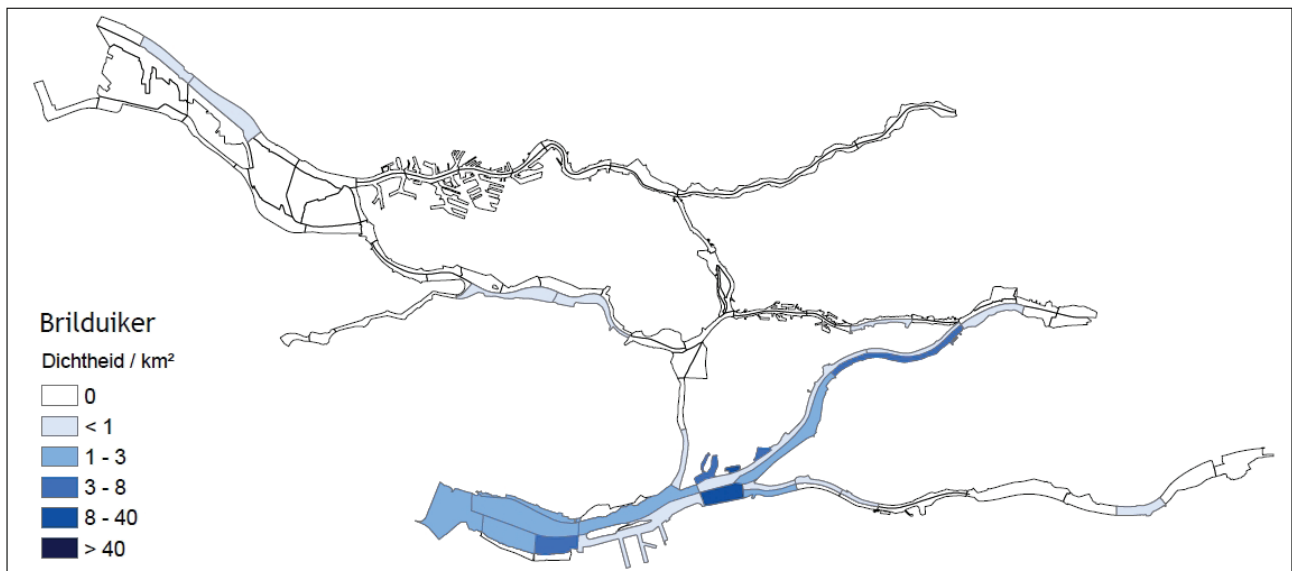 Brilduiker
Dichtheid / km²
0
< 1
1 - 3
3 - 8
8 - 40
> 40